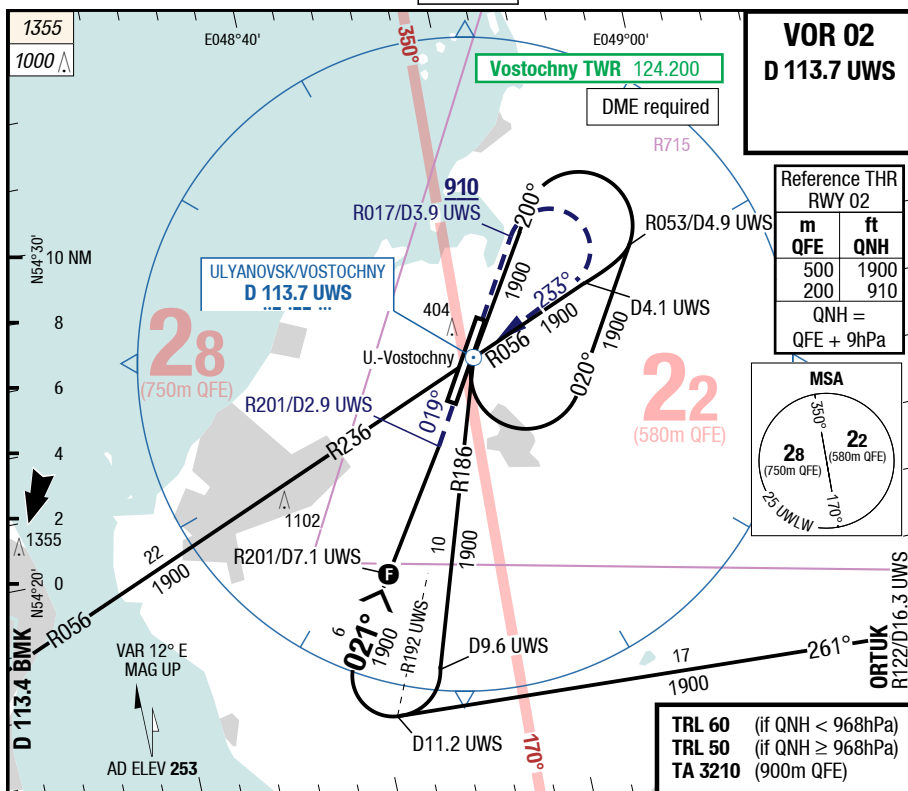 1355
1000
E048°40'
350°
E049°00'
Vostochny TWR 124.200
VOR 02
D 113.7 UWS
DME required
R715
910
R017/D3.9 UWS
200°
R053/D4.9 UWS
Reference THR
RWY 02
m ft
QFE QNH
500 1900
200 910
QNH =
QFE + 9hPa
N54°30'
10 NM
ULYANOVSK/VOSTOCHNY
D 113.7 UWS
1900
233°
1900
D4.1 UWS
1900
404
8
28
(750m QFE)
U.-Vostochny
R056
020°
22
(580m QFE)
6
MSA
350°
28
(750m QFE)
22
(580m QFE)
170°
25 UWLW
R201/D2.9 UWS
019°
R236
R186
4
2
1102
1355
10
1900
R201/D7.1 UWS
F
22
1900
N54°20'
0
R056
6
021°
1900
R192 UWS
D9.6 UWS
17
1900
261°
ORTUK
R122/D16.3 UWS
D 113.4 BMK
VAR 12° E
MAG UP
D11.2 UWS
170°
AD ELEV 253
TRL 60 (if QNH < 968hPa)
TRL 50 (if QNH ≥ 968hPa)
TA 3210 (900m QFE)